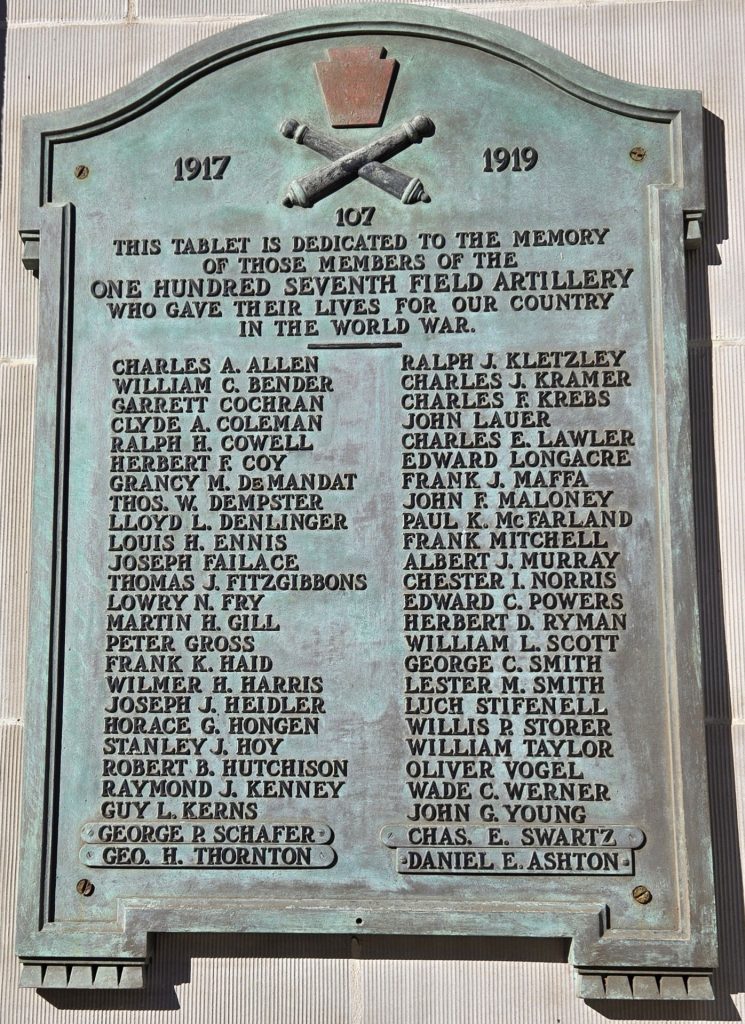 1917
1919
107
THIS TABLET IS DEDICATED TO THE MEMORY
OF THOSE MEMBERS OF THE
ONE HUNDRED SEVENTH FIELD ARTILLERY
WHO GAVE THEIR LIVES FOR OUR COUNTRY
IN THE WORLD WAR.
CHARLES A. ALLEN
WILLIAM C. BENDER
GARRETT COCHRAN
CLYDE A. COLEMAN
RALPH H. COWELL
HERBERT F. COY
GRANCY M. DEMANDAT
THOS. W. DEMPSTER
LLOYD L. DENLINGER
LOUIS H. ENNIS
JOSEPH FAILACE
THOMAS J. FITZGIBBONS
LOWRY N. FRY
MARTIN H. GILL
PETER GROSS
FRANK K. HAID
WILMER H. HARRIS
JOSEPH J. HEIDLER
HORACE G. HONGEN
STANLEY J. HOY
ROBERT B. HUTCHISON
RAYMOND J. KENNEY
GUY L. KERNS
GEORGE P. SCHAFER
GEO. H. THORNTON
RALPH J. KLETZLEY
CHARLES J. KRAMER
CHARLES F. KREBS
JOHN LAUER
CHARLES E. LAWLER
EDWARD LONGACRE
FRANK J. MAFFA
JOHN F. MALONEY
PAUL K. McFARLAND
FRANK MITCHELL
ALBERT J. MURRAY
CHESTER I. NORRIS
EDWARD C. POWERS
HERBERT D. RYMAN
WILLIAM L. SCOTT
GEORGE C. SMITH
LESTER M. SMITH
LUCH STIFENELL
WILLIS P. STORER
WILLIAM TAYLOR
OLIVER VOGEL
WADE C. WERNER
JOHN G. YOUNG
CHAS. E. SWARTZ
DANIEL E. ASHTON